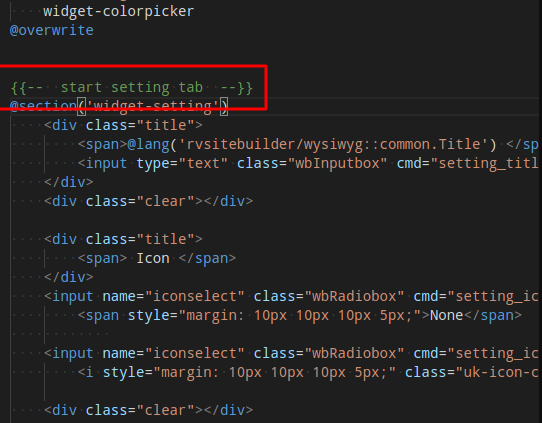 widget-colorpicker
@overwrite
{{-- start setting tab --}}
@section('widget-setting')
<div class="title">
<span>@lang('rvsitebuilder/wysiwyg::common.Title') </sp
<input type="text" class="wbInputbox" cmd="setting_titl
</div>
<div class="clear"></div>
<div class="title">
<span> Icon </span>
</div>
<input name="iconselect" class="wbRadiobox" cmd="setting_ic
<span style="margin: 10px 10px 10px 5px;">None</span>
<input name="iconselect" class="wbRadiobox" cmd="setting_ic
<i style="margin: 10px 10px 10px 5px;" class="uk-icon-c
<div class="clear"></div>